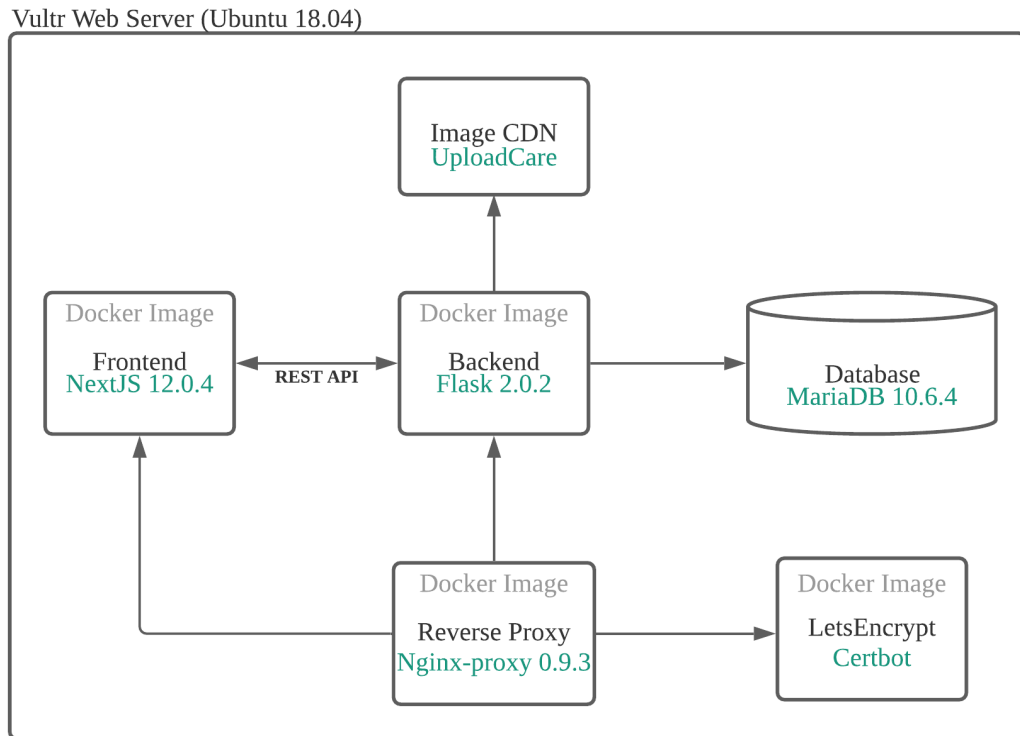 Vultr Web Server (Ubuntu 18.04)
Image CDN
UploadCare
Docker Image
Frontend
NextJS 12.0.4
REST API
Docker Image
Backend
Flask 2.0.2
Database
MariaDB 10.6.4
Docker Image
Reverse Proxy
Nginx-proxy 0.9.3
Docker Image
LetsEncrypt
Certbot